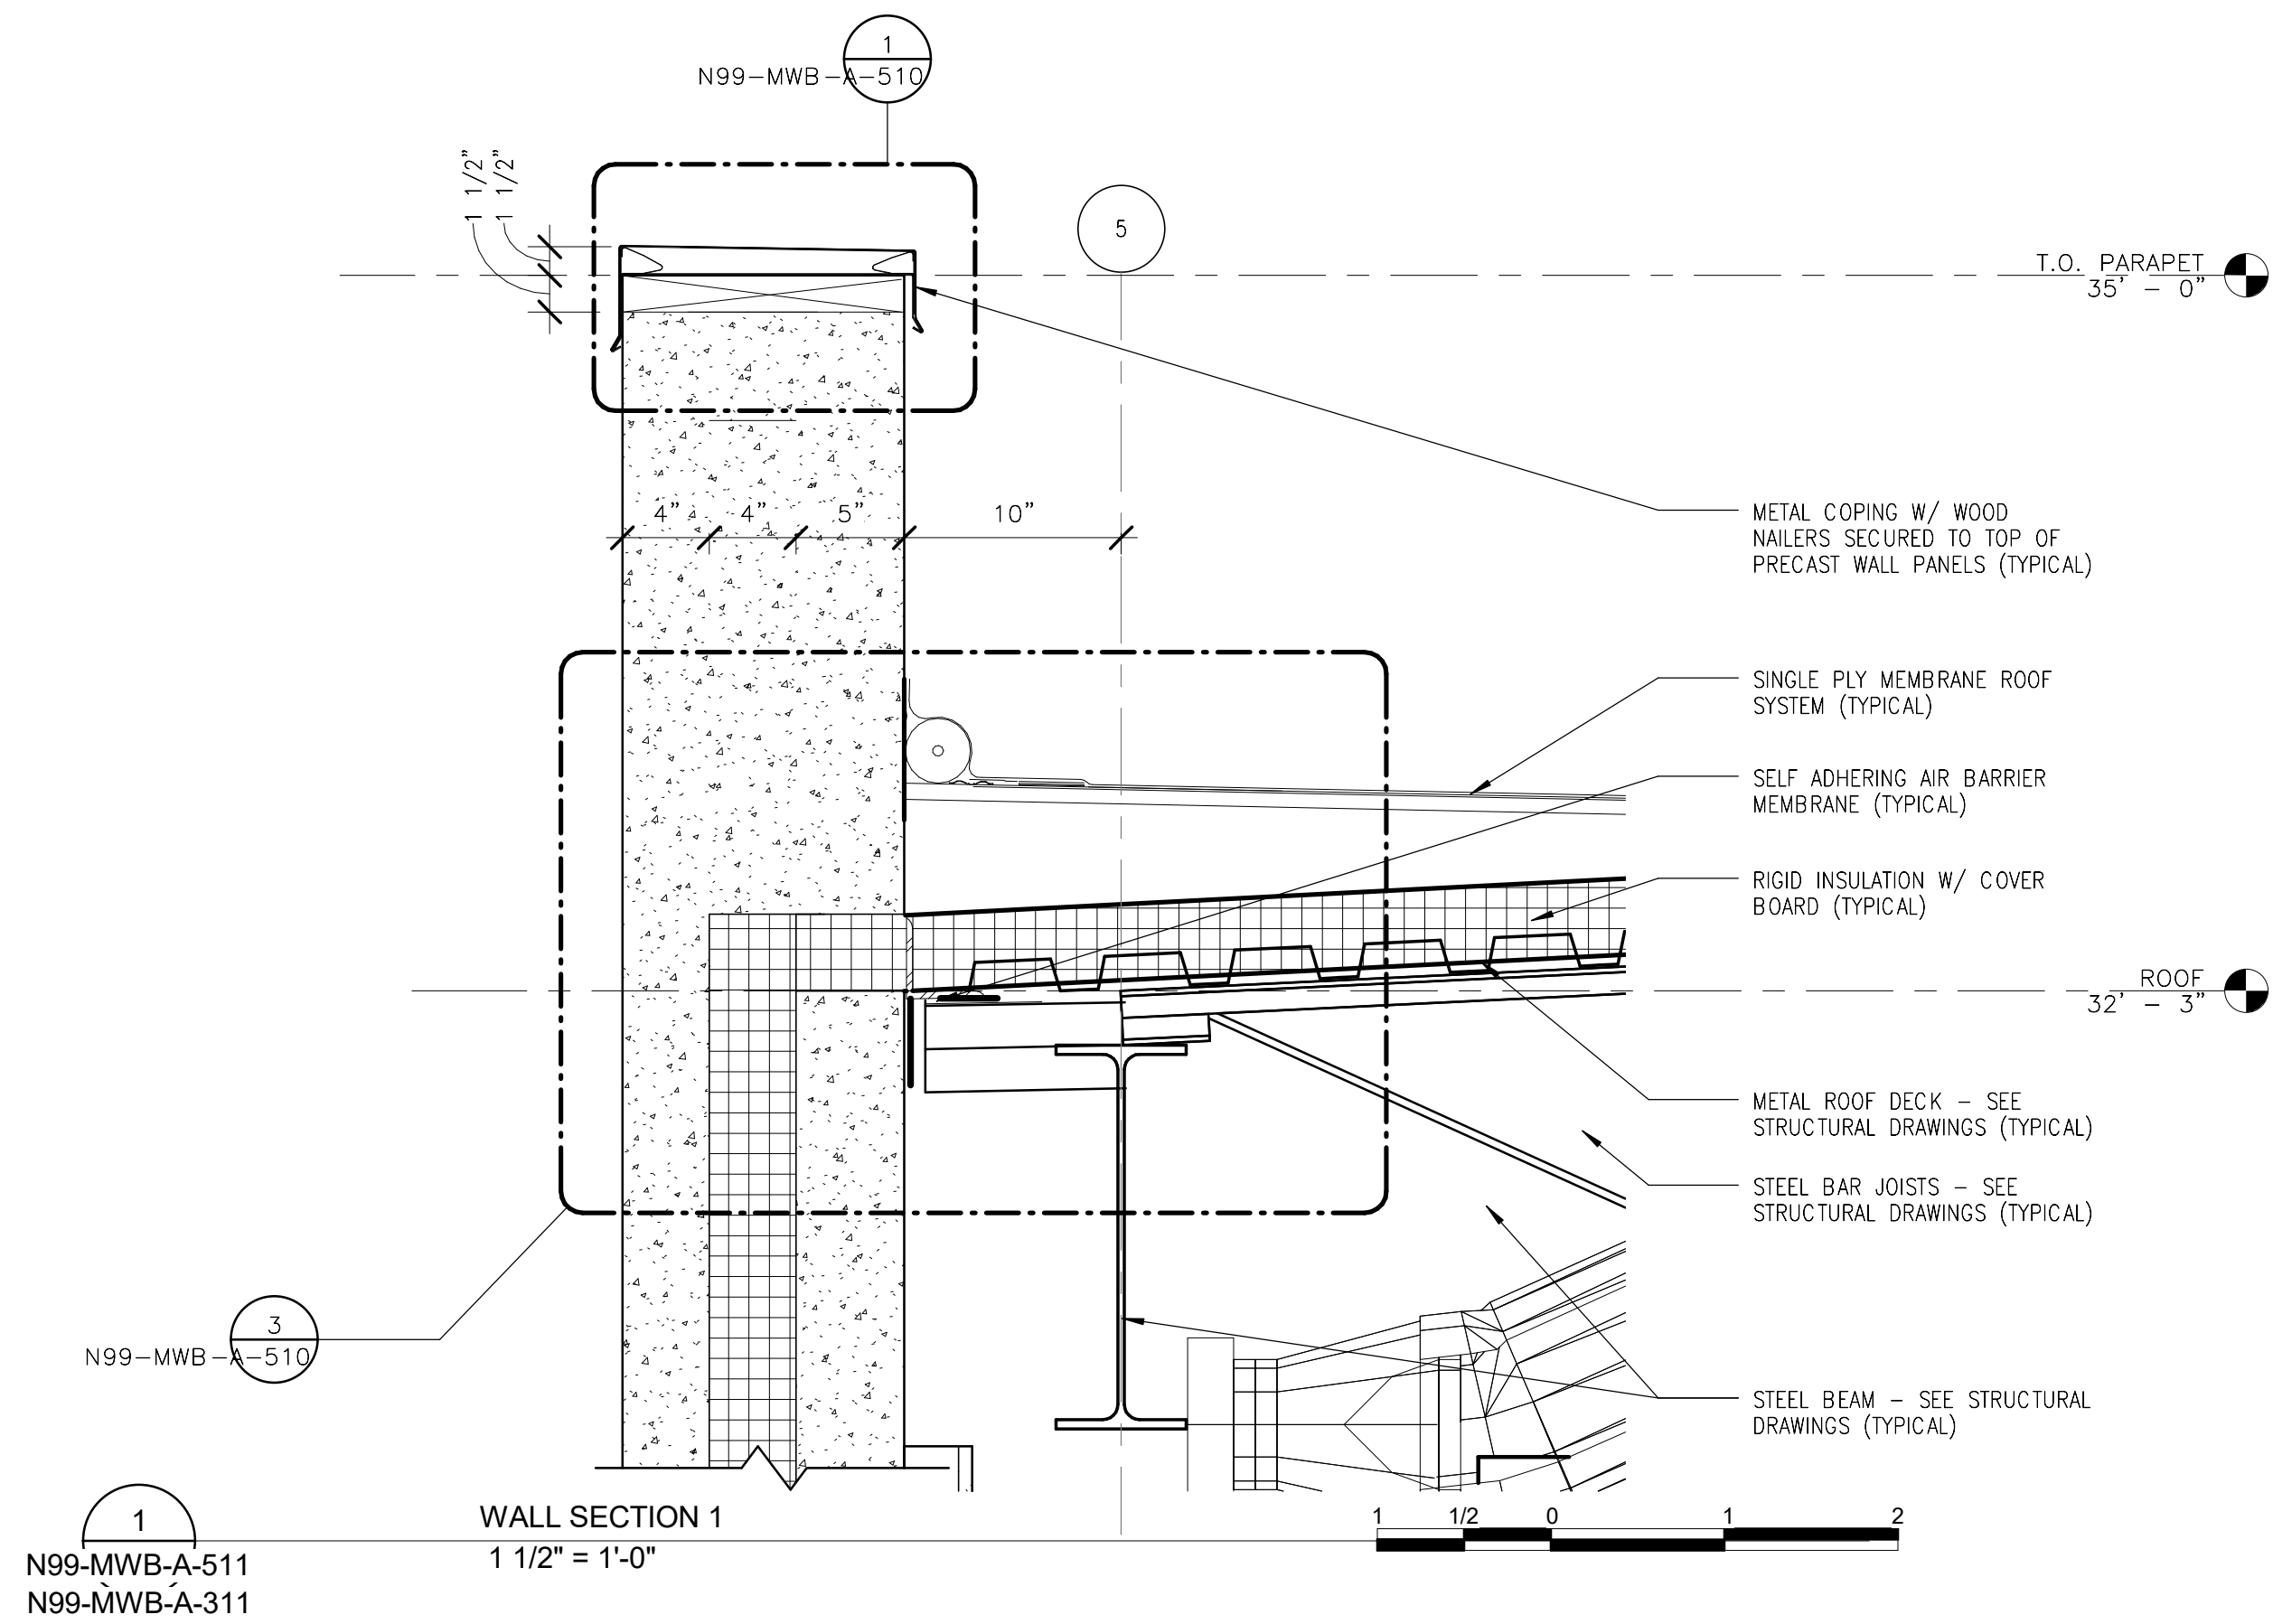 1
N99-MWB-A-510
1 1/2"
1 1/2"
5
T.O. PARAPET
35' - 0"
4"
4"
5"
10"
METAL COPING W/ WOOD
NAILERS SECURED TO TOP OF
PRECAST WALL PANELS (TYPICAL)
SINGLE PLY MEMBRANE ROOF
SYSTEM (TYPICAL)
SELF ADHERING AIR BARRIER
MEMBRANE (TYPICAL)
RIGID INSULATION W/ COVER
BOARD (TYPICAL)
ROOF
32' - 3"
METAL ROOF DECK - SEE
STRUCTURAL DRAWINGS (TYPICAL)
STEEL BAR JOISTS - SEE
STRUCTURAL DRAWINGS (TYPICAL)
3
N99-MWB-A-510
STEEL BEAM - SEE STRUCTURAL
DRAWINGS (TYPICAL)
1
N99-MWB-A-511
N99-MWB-A-311
WALL SECTION 1
1 1/2" = 1'-0"
1 1/2 0 1 2